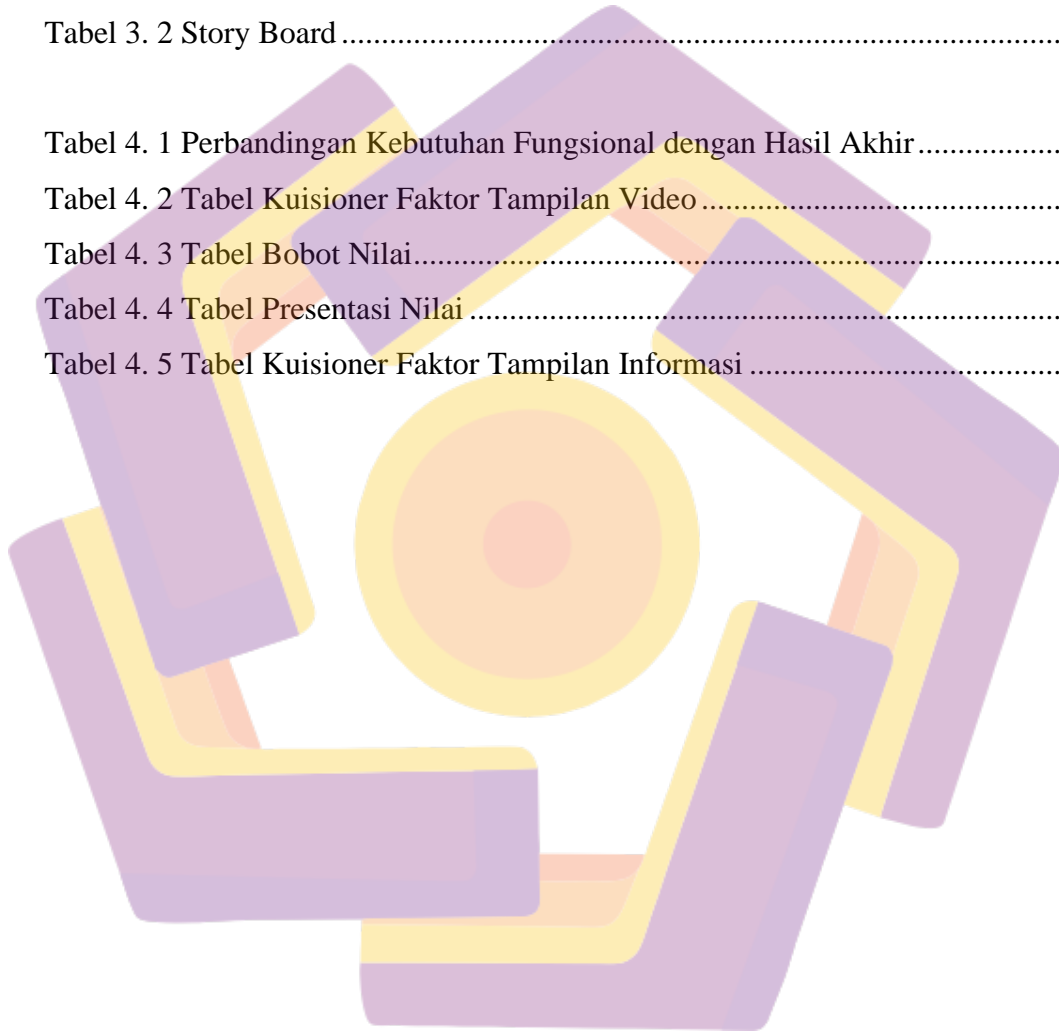 Tabel 3. 2 Story Board ..........................................................................................
Tabel 4. 1 Perbandingan Kebutuhan Fungsional dengan Hasil Akhir ..................
Tabel 4. 2 Tabel Kuisioner Faktor Tampilan Video .............................................
Tabel 4. 3 Tabel Bobot Nilai.................................................................................
Tabel 4. 4 Tabel Presentasi Nilai ..........................................................................
Tabel 4. 5 Tabel Kuisioner Faktor Tampilan Informasi .......................................